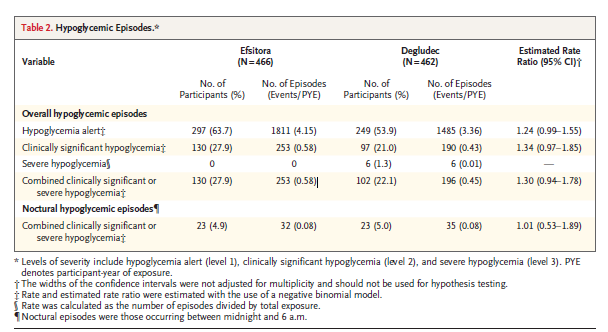 Table 2. Hypoglycemic Episodes.*
Variable Efsitora (N=466) Degludec (N=462) Estimated Rate Ratio (95% CI)†
No. of Participants (%) No. of Episodes (Events/PYE) No. of Participants (%) No. of Episodes (Events/PYE)
Overall hypoglycemic episodes
Hypoglycemia alert‡ 297 (63.7) 1811 (4.15) 249 (53.9) 1485 (3.36) 1.24 (0.99–1.55)
Clinically significant hypoglycemia‡ 130 (27.9) 253 (0.58) 97 (21.0) 190 (0.43) 1.34 (0.97–1.85)
Severe hypoglycemia§ 0 0 6 (1.3) 6 (0.01) —
Combined clinically significant or severe hypoglycemia‡ 130 (27.9) 253 (0.58) 102 (22.1) 196 (0.45) 1.30 (0.94–1.78)
Noctural hypoglycemic episodes¶
Combined clinically significant or severe hypoglycemia‡ 23 (4.9) 32 (0.08) 23 (5.0) 35 (0.08) 1.01 (0.53–1.89)
* Levels of severity include hypoglycemia alert (level 1), clinically significant hypoglycemia (level 2), and severe hypoglycemia (level 3). PYE
denotes participant-year of exposure.
† The widths of the confidence intervals were not adjusted for multiplicity and should not be used for hypothesis testing.
‡ Rate and estimated rate ratio were estimated with the use of a negative binomial model.
§ Rate was calculated as the number of episodes divided by total exposure.
¶ Noctural episodes were those occurring between midnight and 6 a.m.